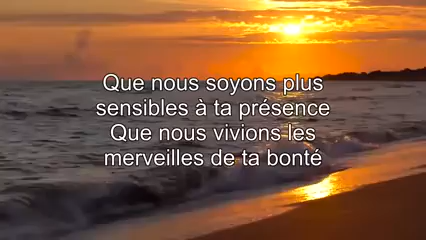 Que nous soyons plus
sensibles à ta présence
Que nous vivions les
merveilles de ta bonté